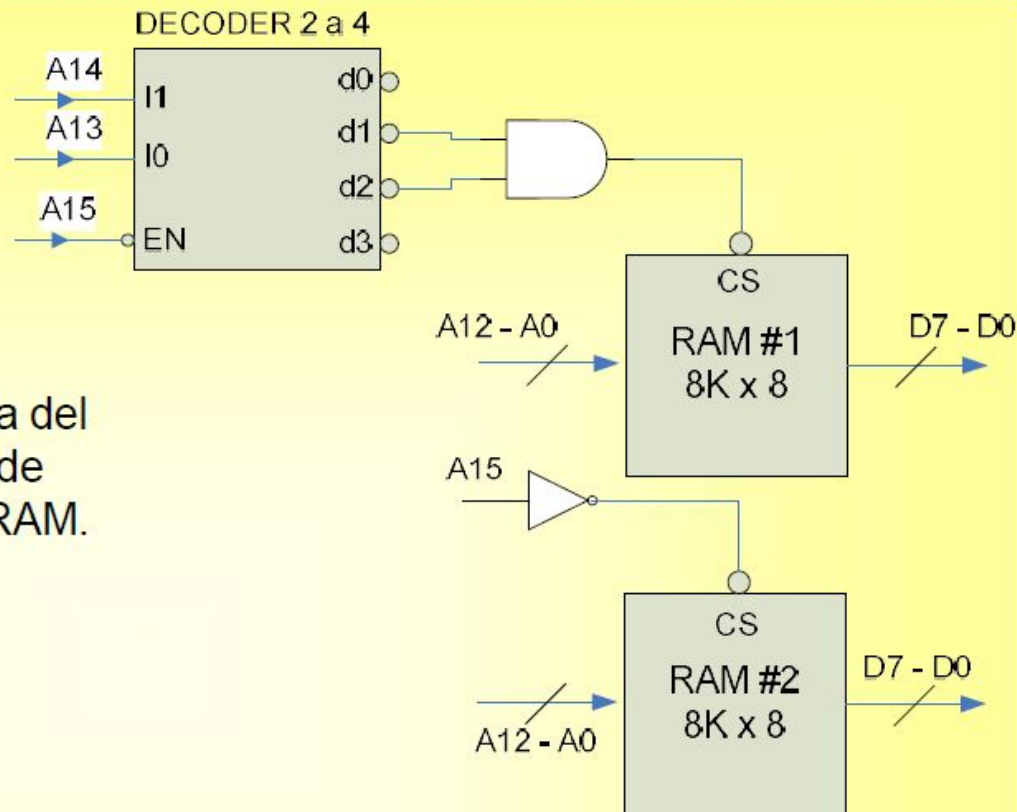 DECODER 2 a 4
A14
I1
d0
A13
d1
I0
d2
A15
EN
d3
CS
A12 - A0
RAM #1
8K x 8
D7 - D0
a del
de
RAM.
A15
CS
RAM #2
8K x 8
D7 - D0
A12 - A0